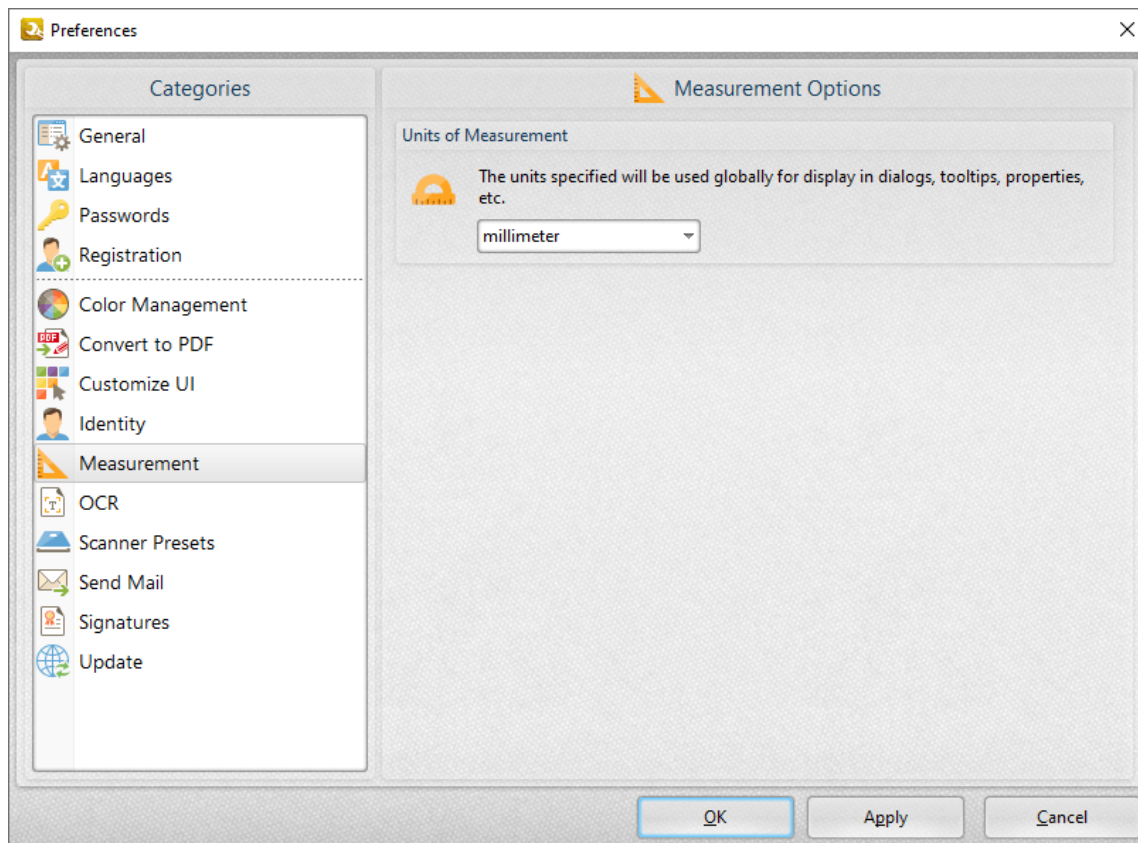 Preferences
Categories
General
Languages
Passwords
Registration
Color Management
Convert to PDF
Customize UI
Identity
Measurement
OCR
Scanner Presets
Send Mail
Signatures
Update
Measurement Options
Units of Measurement
The units specified will be used globally for display in dialogs, tooltips, properties,
etc.
millimeter
OK
Apply
Cancel